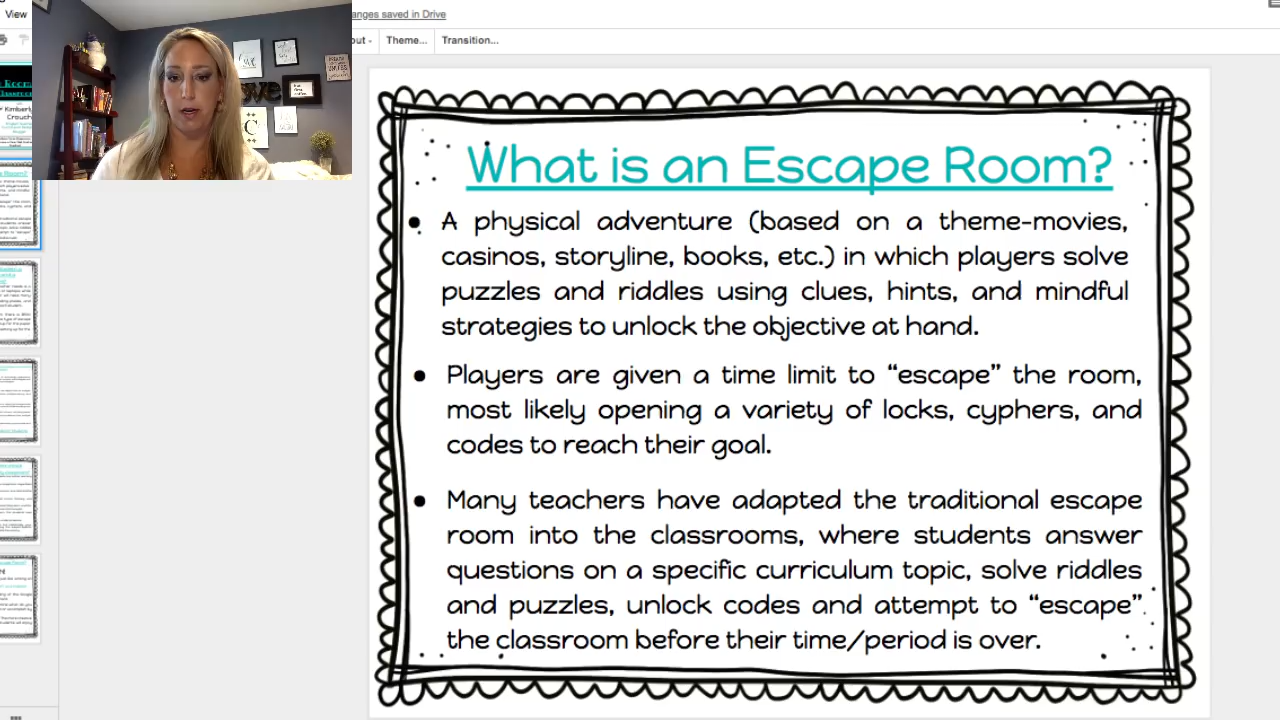 View
anges saved in Drive
out
Theme...
Transition...
Kimberly
Crouch
C
What is an Escape Room?
• A physical adventure (based on a theme-movies,
casinos, storyline, books, etc.) in which players solve
puzzles and riddles using clues, hints, and mindful
strategies to unlock the objective at hand.
• Players are given a time limit to “escape” the room,
most likely opening a variety of locks, cyphers, and
codes to reach their goal.
• Many teachers have adapted the traditional escape
room into the classrooms, where students answer
questions on a specific curriculum topic, solve riddles
and puzzles, unlock codes and attempt to “escape”
the classroom before their time/period is over.